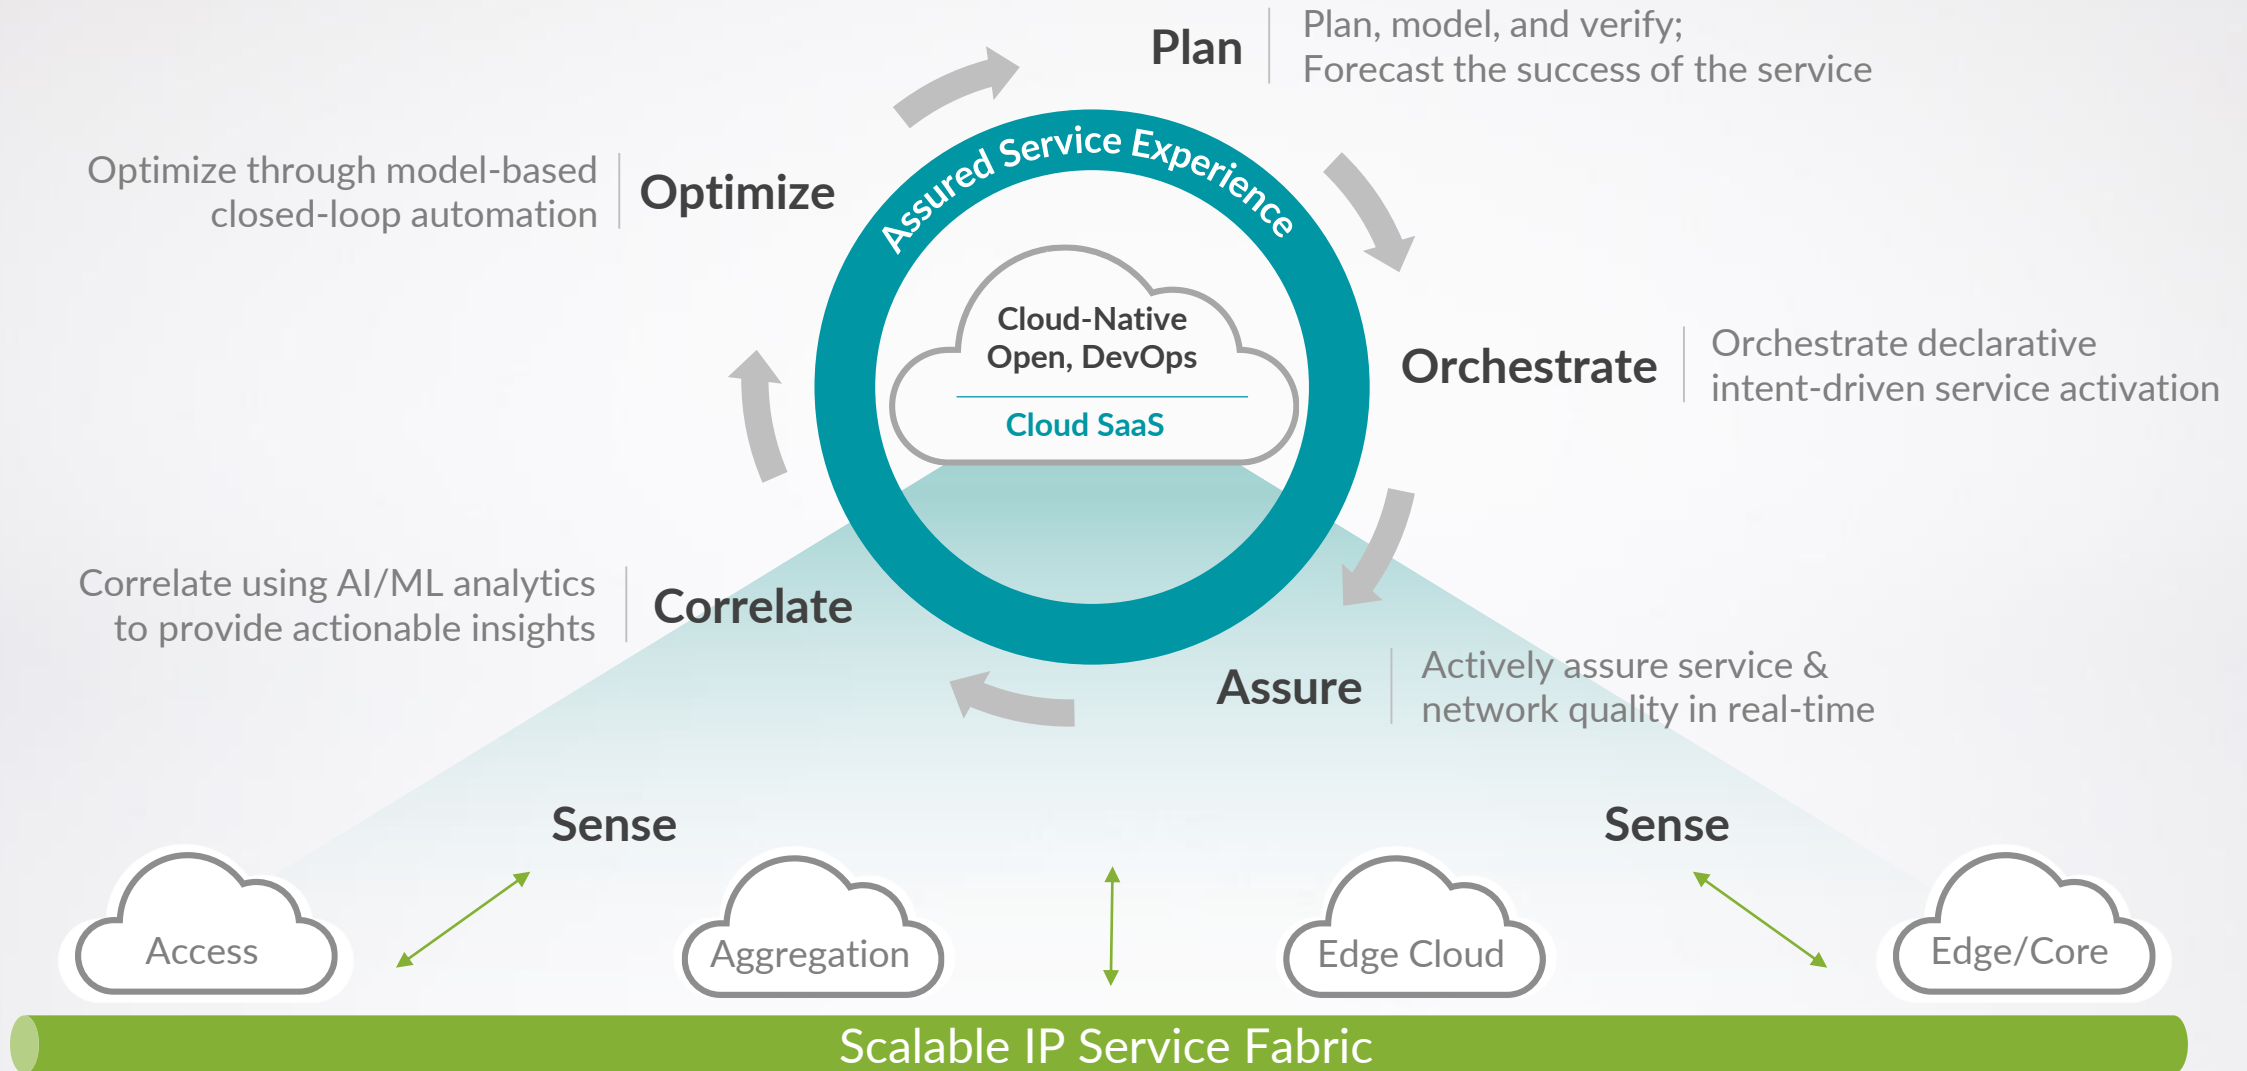 Plan
Plan, model, and verify;
Forecast the success of the service
Optimize through model-based
closed-loop automation
Optimize
Assured Service Experience
Cloud-Native
Open, DevOps
Cloud SaaS
Orchestrate
Orchestrate declarative
intent-driven service activation
Correlate using AI/ML analytics
to provide actionable insights
Correlate
Assure
Actively assure service &
network quality in real-time
Sense
Sense
Access
Aggregation
Edge Cloud
Edge/Core
Scalable IP Service Fabric